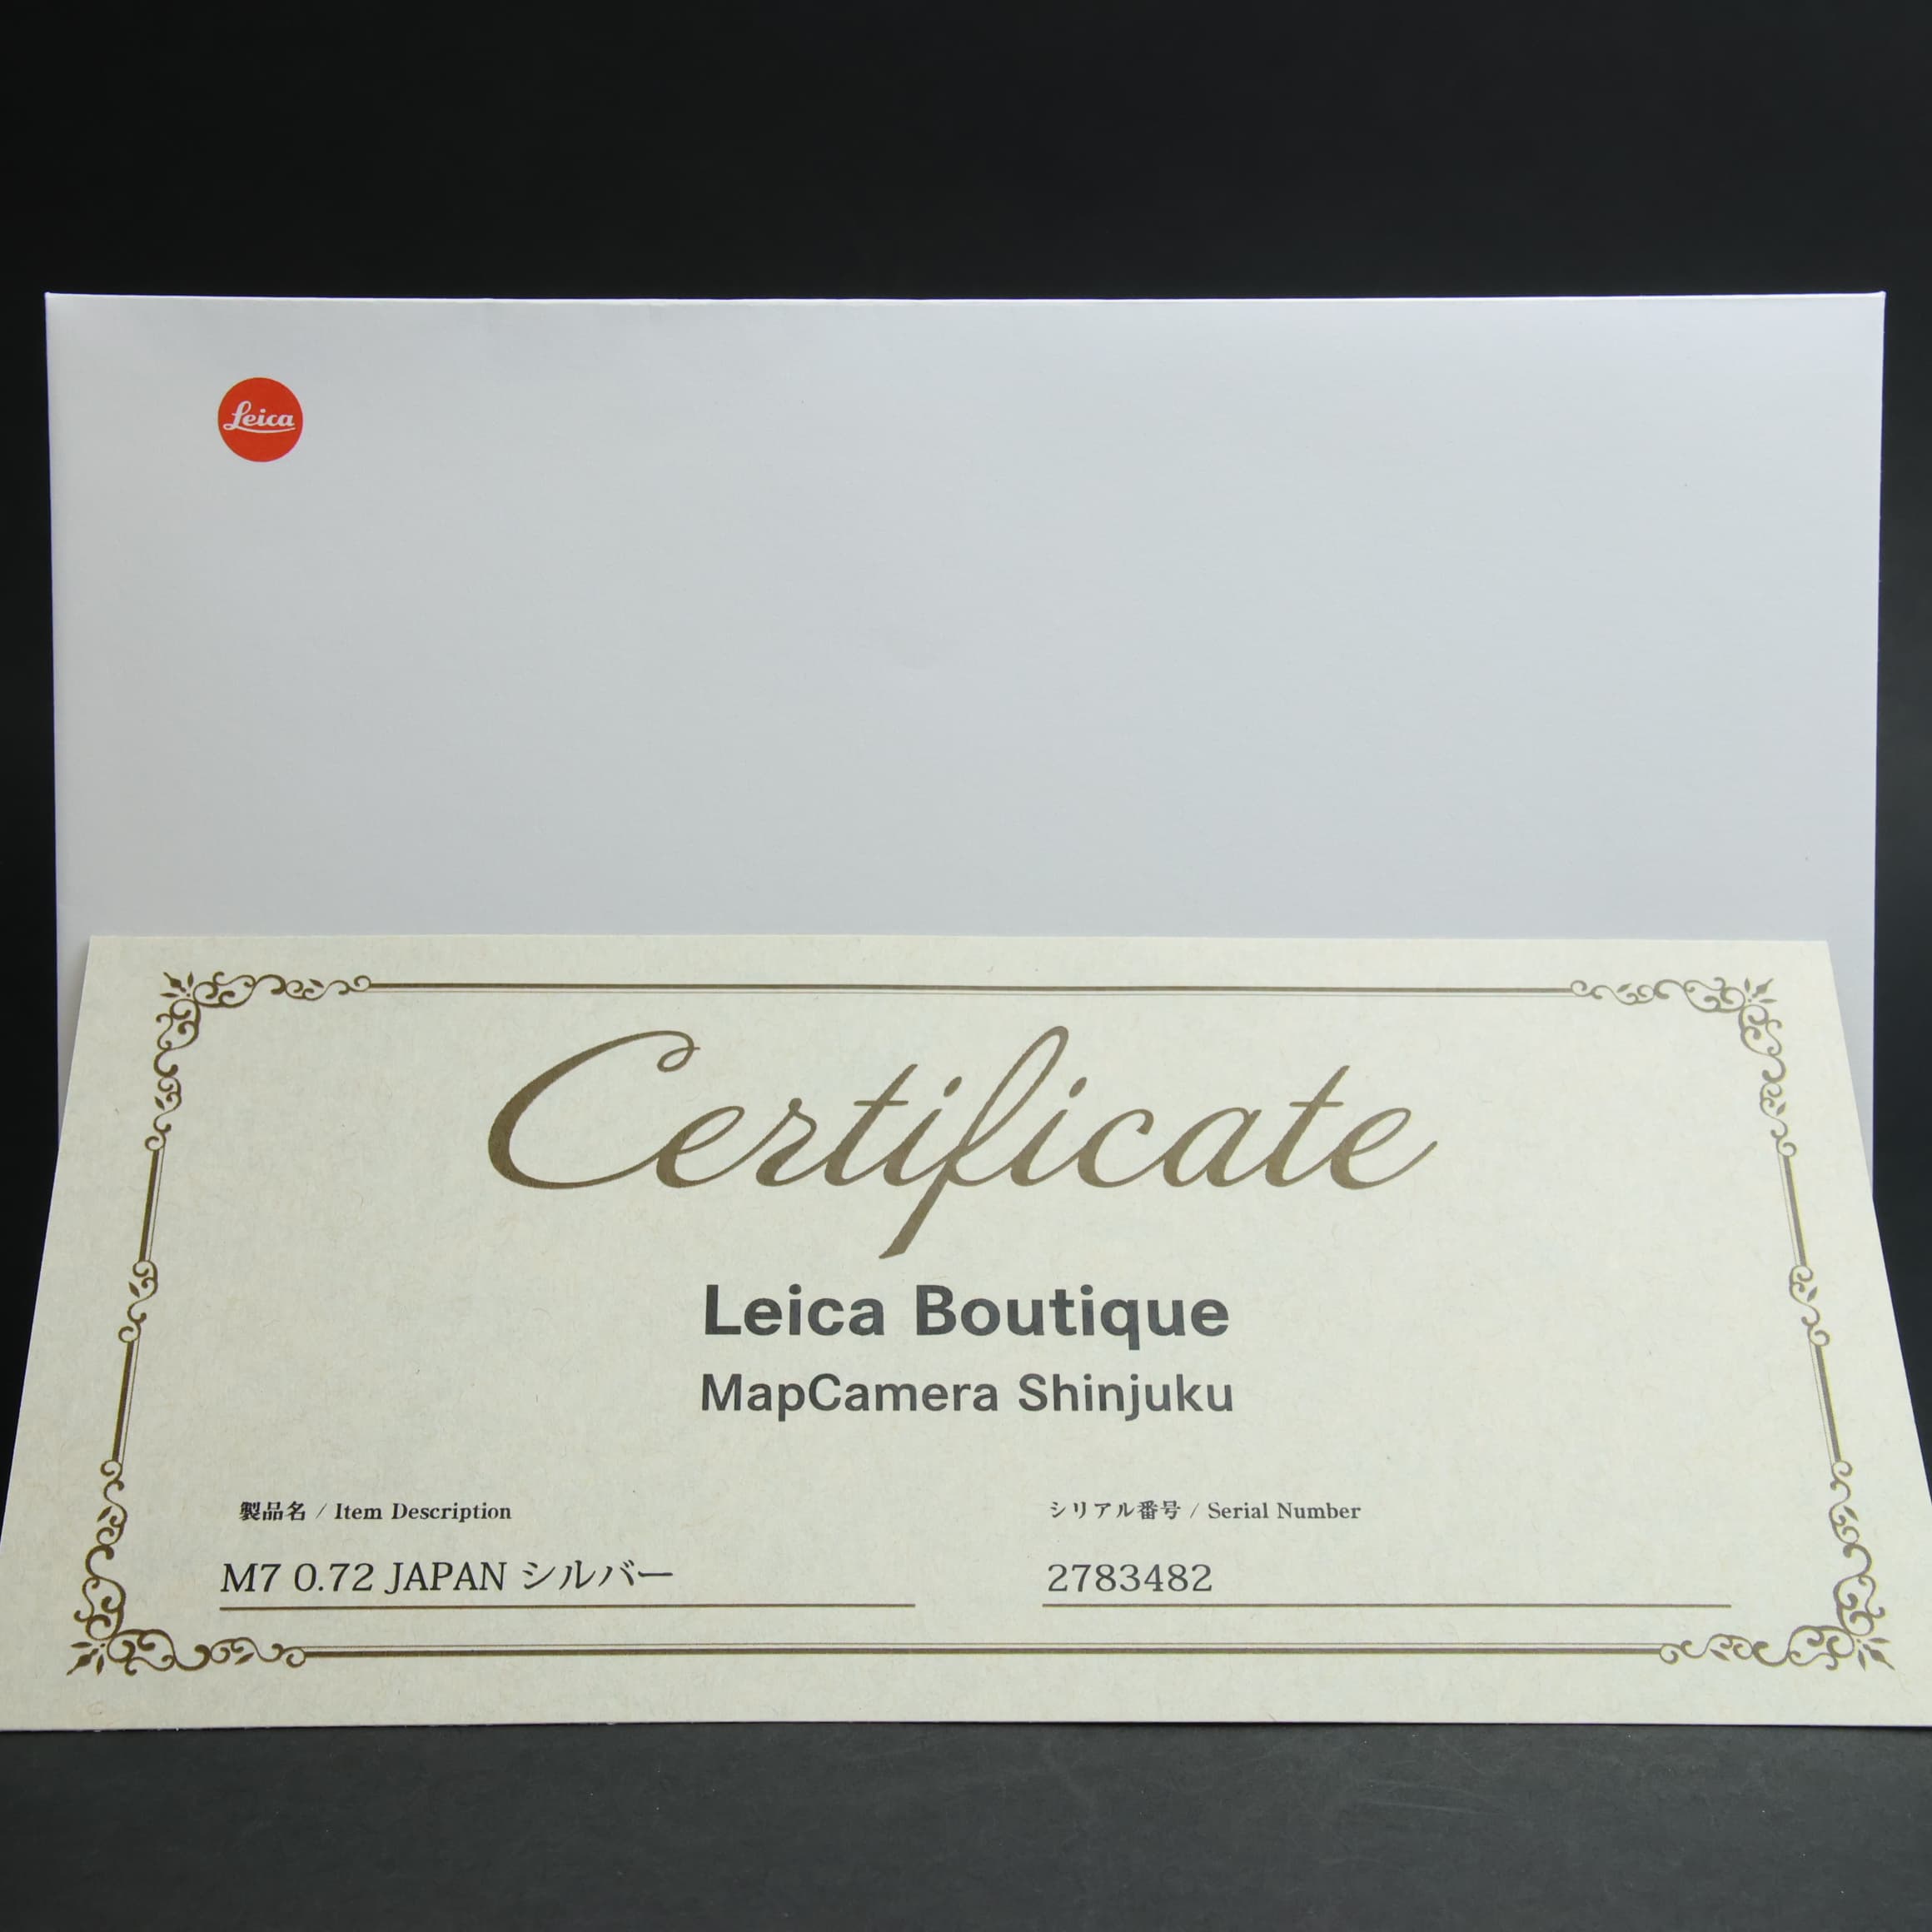 Leica
Certificate
Leica Boutique
MapCamera Shinjuku
製品名 / Item Description
シリアル番号 / Serial Number
M7 0.72 JAPAN シルバー
2783482